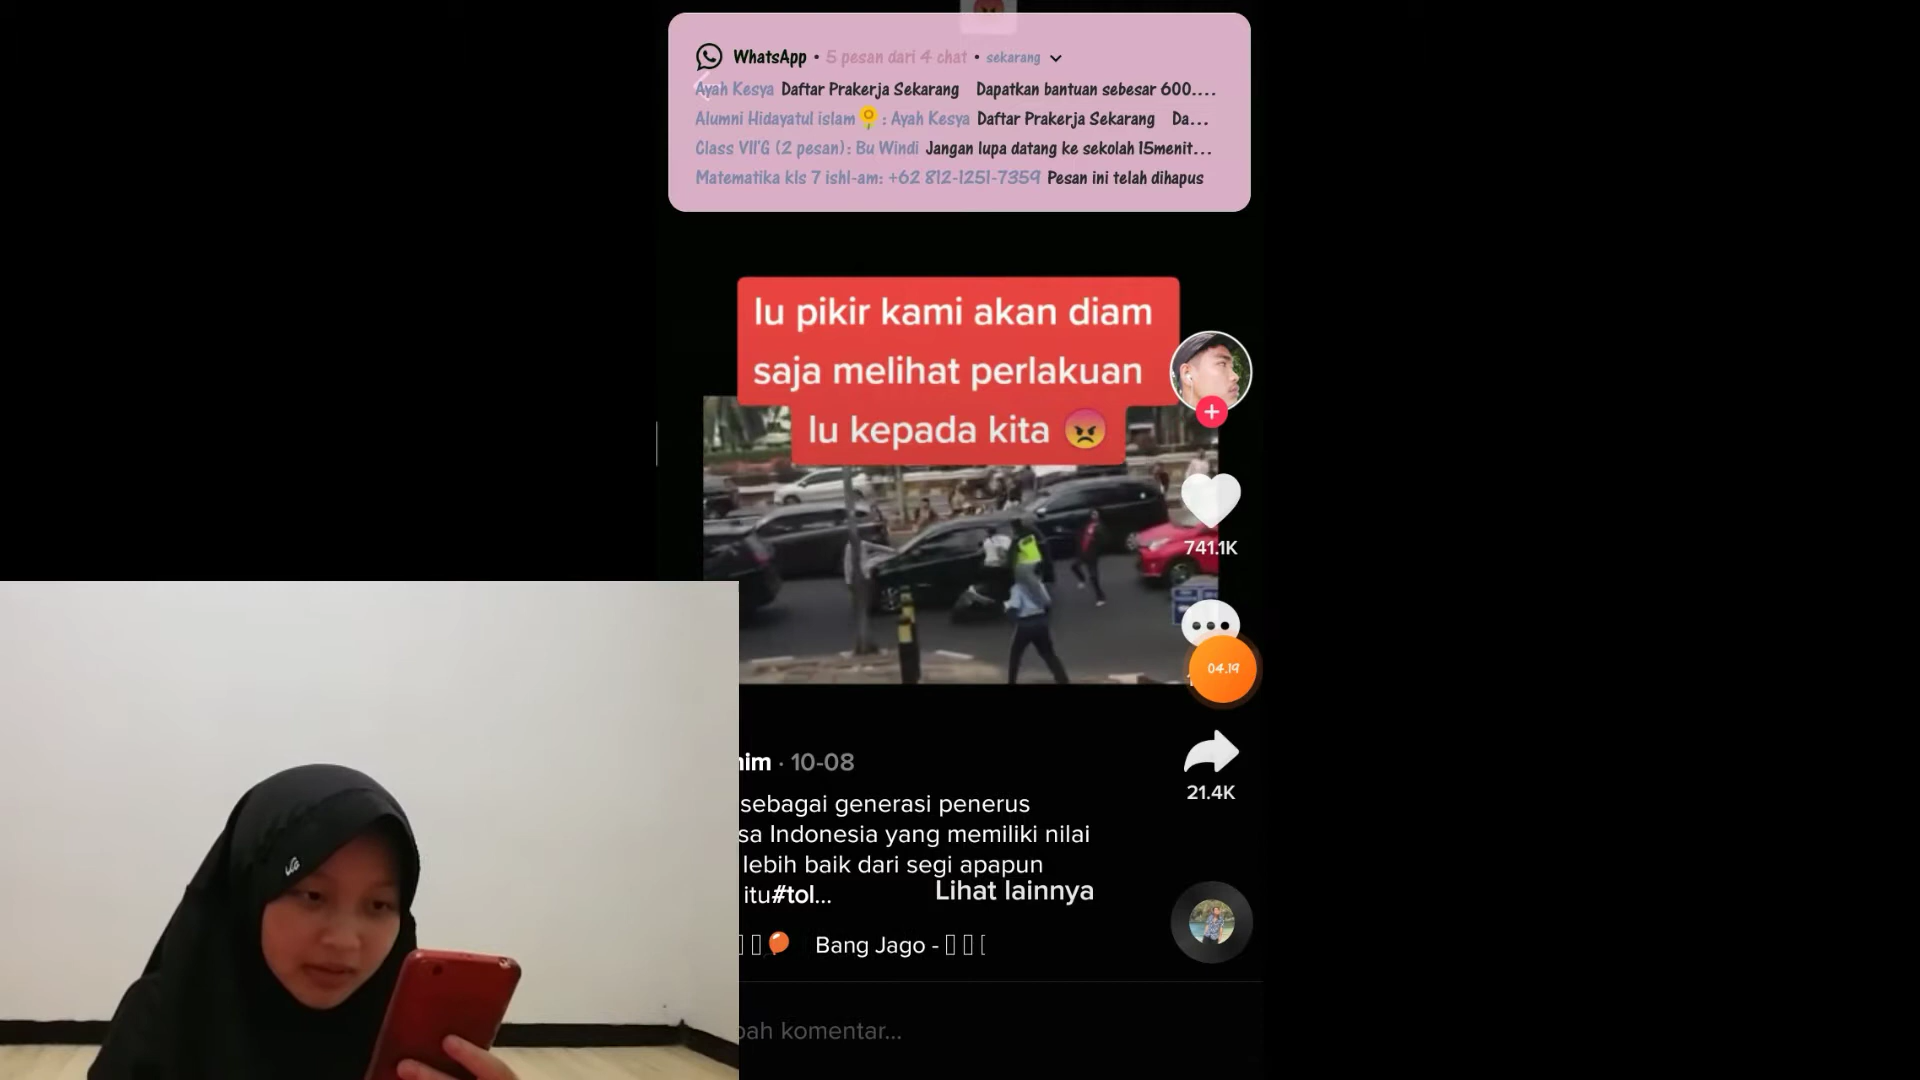 WhatsApp • 5 pesan dari 4 chat • sekarang
Ayah Kesya Daftar Prakerja Sekarang Dapatkan bantuan sebesar 600....
Alumni Hidayatul islam🌻: Ayah Kesya Daftar Prakerja Sekarang Da...
Class VII'G (2 pesan): Bu Windi Jangan lupa datang ke sekolah 15menit...
Matematika kls 7 ishl-am: +62 812-1251-7359 Pesan ini telah dihapus
lu pikir kami akan diam
saja melihat perlakuan
lu kepada kita 😡
741.1K
04.19
21.4K
him · 10-08
sebagai generasi penerus
sa Indonesia yang memiliki nilai
lebih baik dari segi apapun
itu#tol...
Lihat lainnya
Bang Jago -
bah komentar...